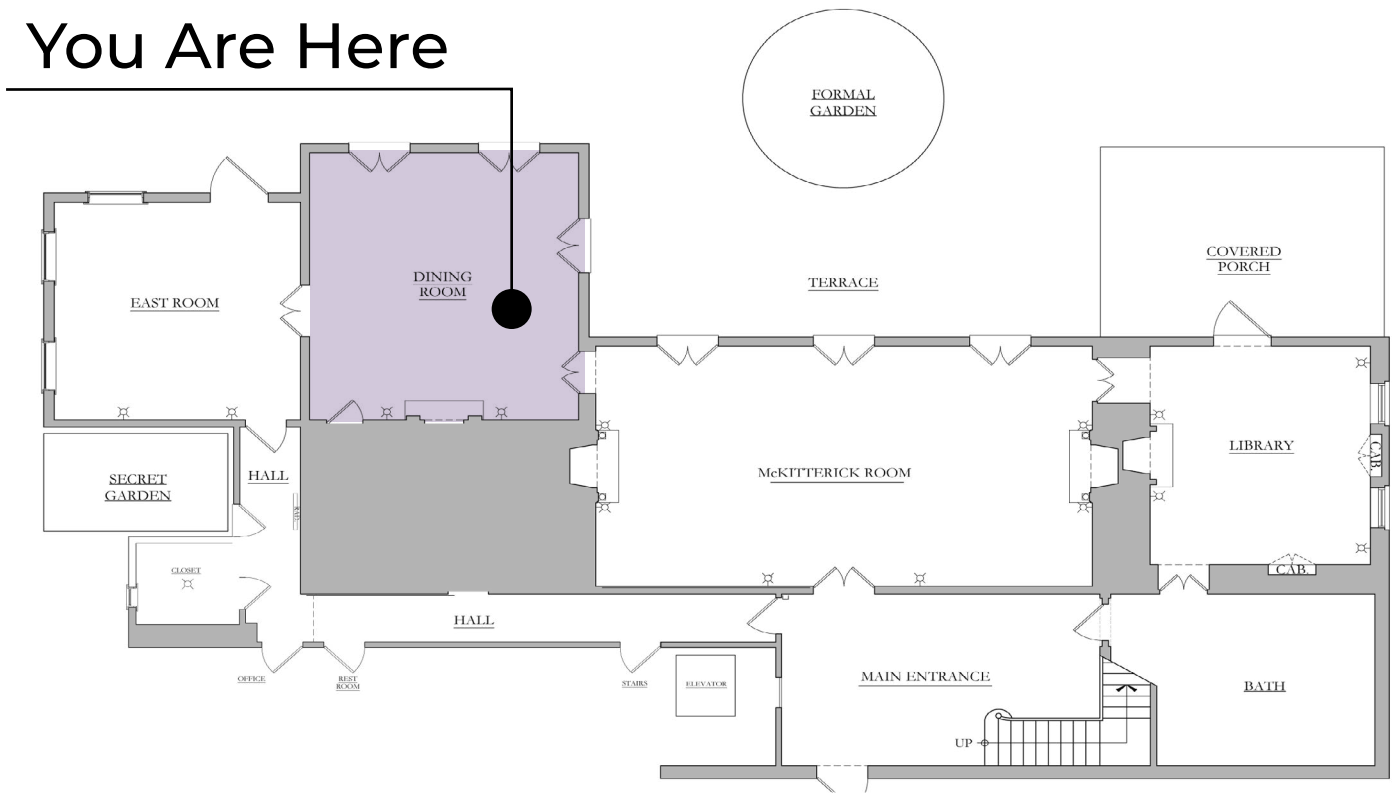 You Are Here
FORMAL
GARDEN
COVERED
PORCH
DINING
ROOM
TERRACE
EAST ROOM
LIBRARY
CAB.
McKITTERICK ROOM
HALL
SECRET
GARDEN
CLOSET
CAB.
HALL
MAIN ENTRANCE
OFFICE
REST
ROOM
STAIRS
ELEVATOR
BATH
UP